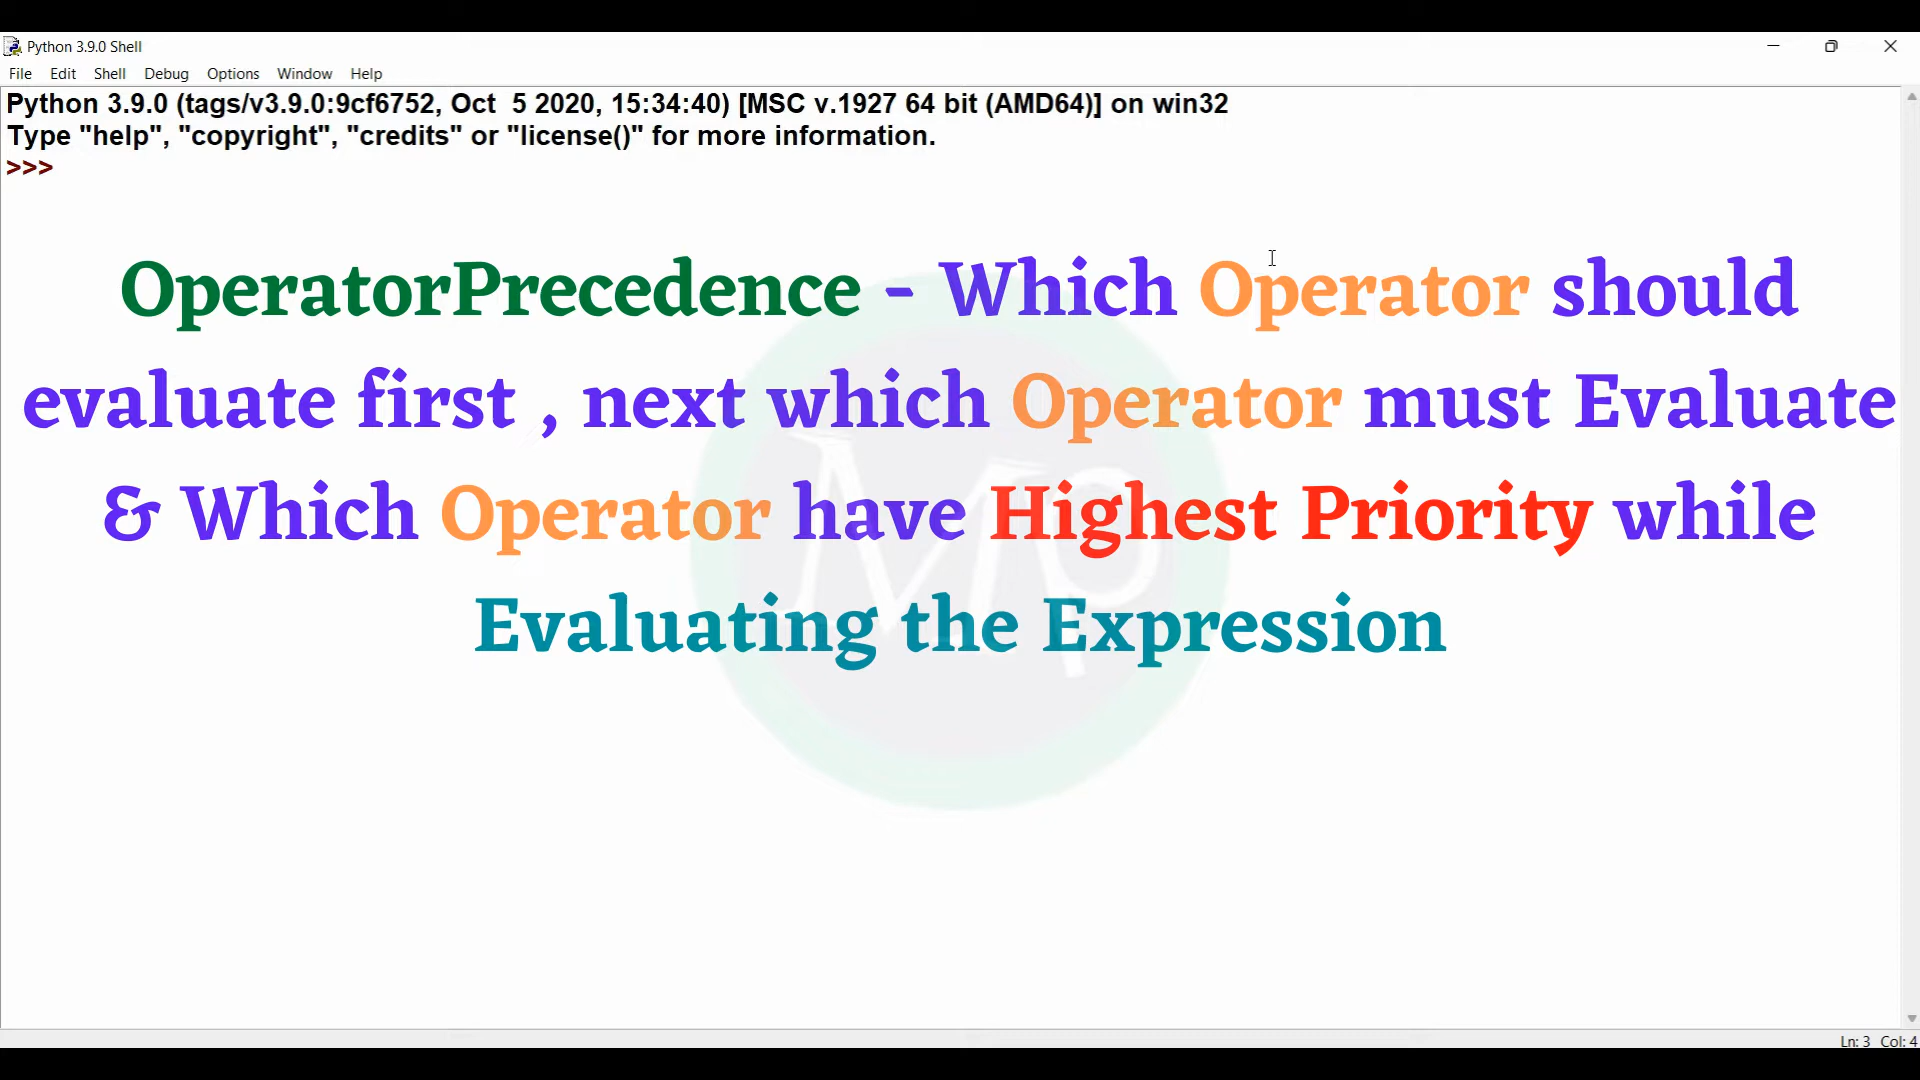 Python 3.9.0 Shell
File Edit Shell Debug Options Window Help
Python 3.9.0 (tags/v3.9.0:9cf6752, Oct  5 2020, 15:34:40) [MSC v.1927 64 bit (AMD64)] on win32
Type "help", "copyright", "credits" or "license()" for more information.
>>>
OperatorPrecedence - Which Operator should
evaluate first , next which Operator must Evaluate
& Which Operator have Highest Priority while
Evaluating the Expression
Mp
Ln: 3 Col: 4